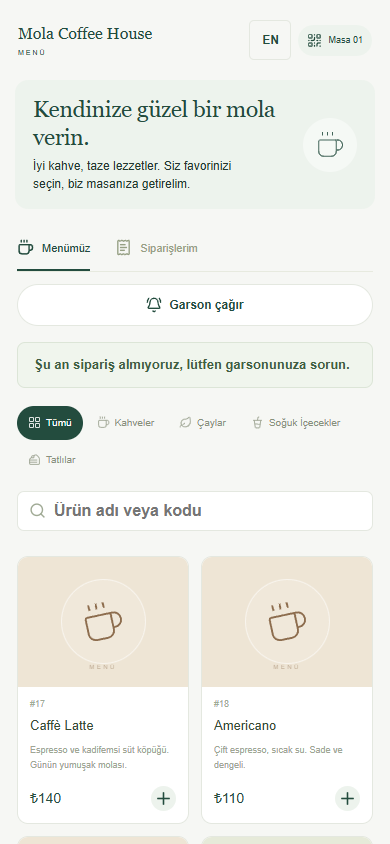 Mola Coffee House
MENÜ
EN
Masa 01
Kendinize güzel bir mola
verin.
İyi kahve, taze lezzetler. Siz favorinizi
seçin, biz masanıza getirelim.
Menümüz
Siparişlerim
Garson çağır
Şu an sipariş almıyoruz, lütfen garsonunuza sorun.
Tümü
Kahveler
Çaylar
Soğuk İçecekler
Tatlılar
Ürün adı veya kodu
MENÜ
MENÜ
#17
Caffè Latte
Espresso ve kadifemsi süt köpüğü.
Günün yumuşak molası.
₺140
#18
Americano
Çift espresso, sıcak su. Sade ve
dengeli.
₺110